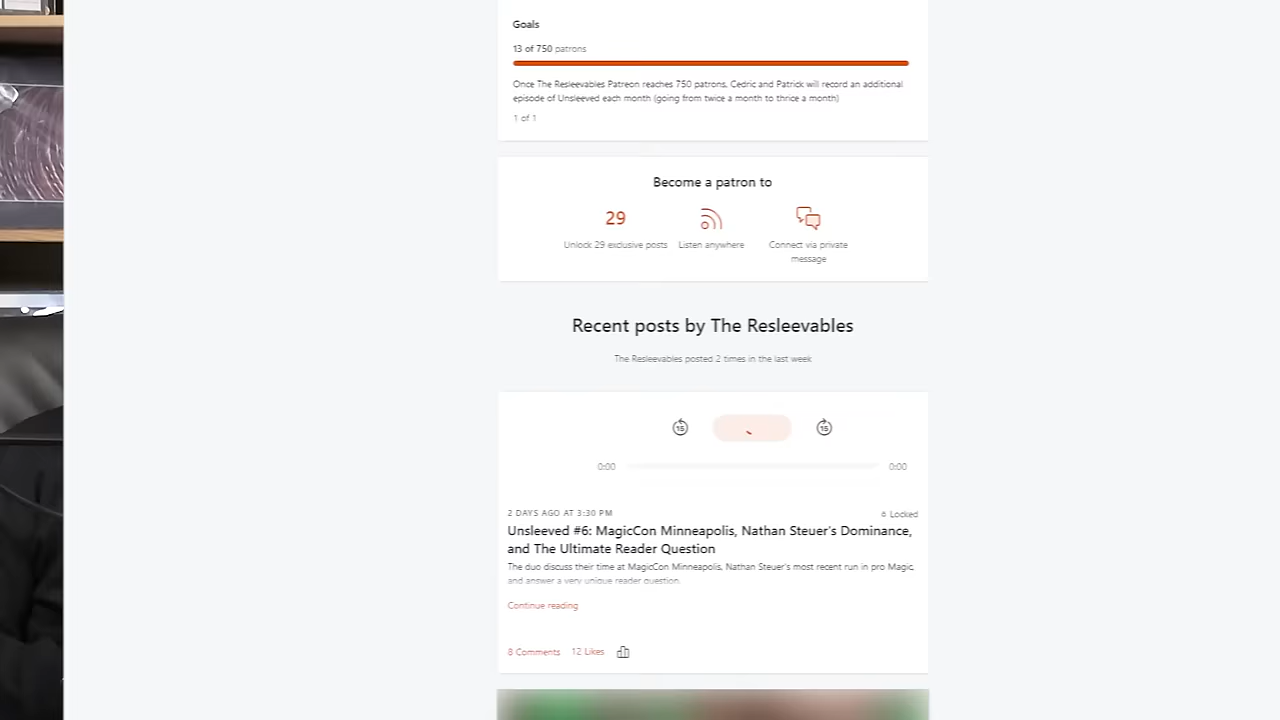 Goals
13 of 750 patrons
Once The Resleevables Patreon reaches 750 patrons, Cedric and Patrick will record an additional
episode of Unsleeved each month (going from twice a month to thrice a month)
1 of 1
Become a patron to
29
Unlock 29 exclusive posts
Listen anywhere
Connect via private
message
Recent posts by The Resleevables
The Resleevables posted 2 times in the last week
15
15
0:00
0:00
2 DAYS AGO AT 3:30 PM
Locked
Unsleeved #6: MagicCon Minneapolis, Nathan Steuer's Dominance,
and The Ultimate Reader Question
The duo discuss their time at MagicCon Minneapolis, Nathan Steuer's most recent run in pro Magic,
and answer a very unique reader question.
Continue reading
8 Comments
12 Likes